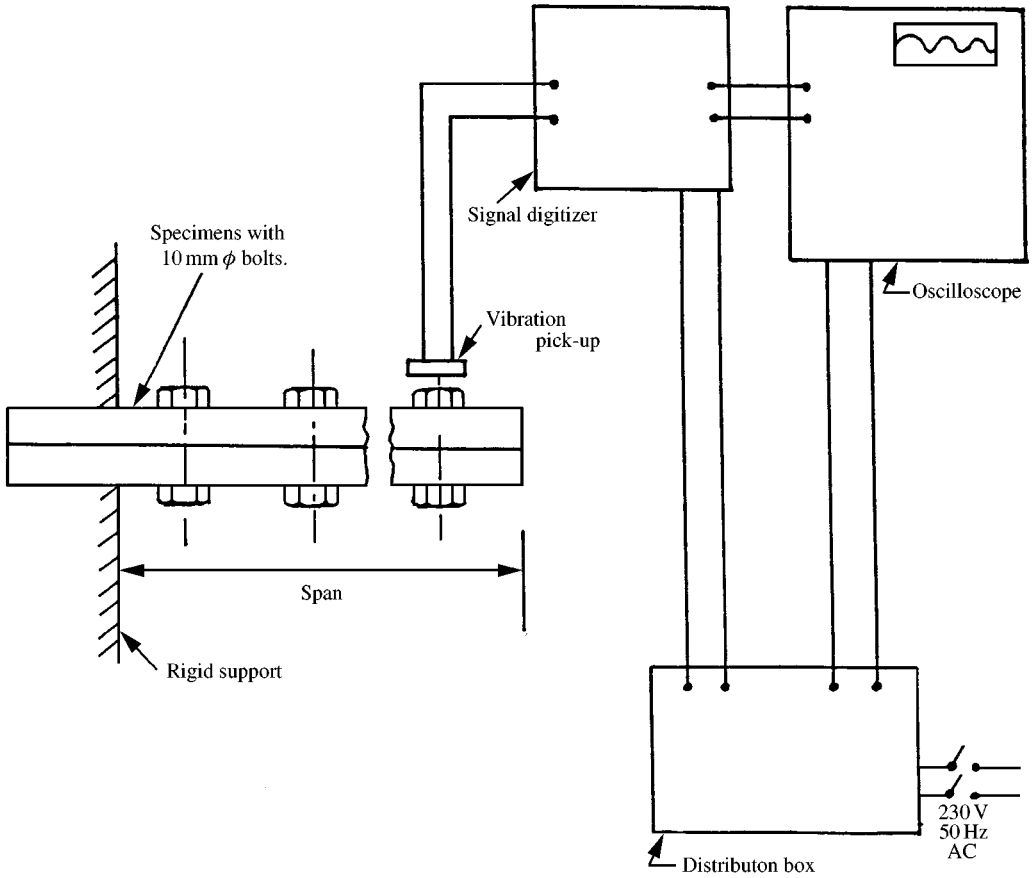 Signal digitizer
Specimens with
10 mm ϕ bolts.
Oscilloscope
Vibration
pick-up
Span
Rigid support
230 V
50 Hz
AC
Distributon box